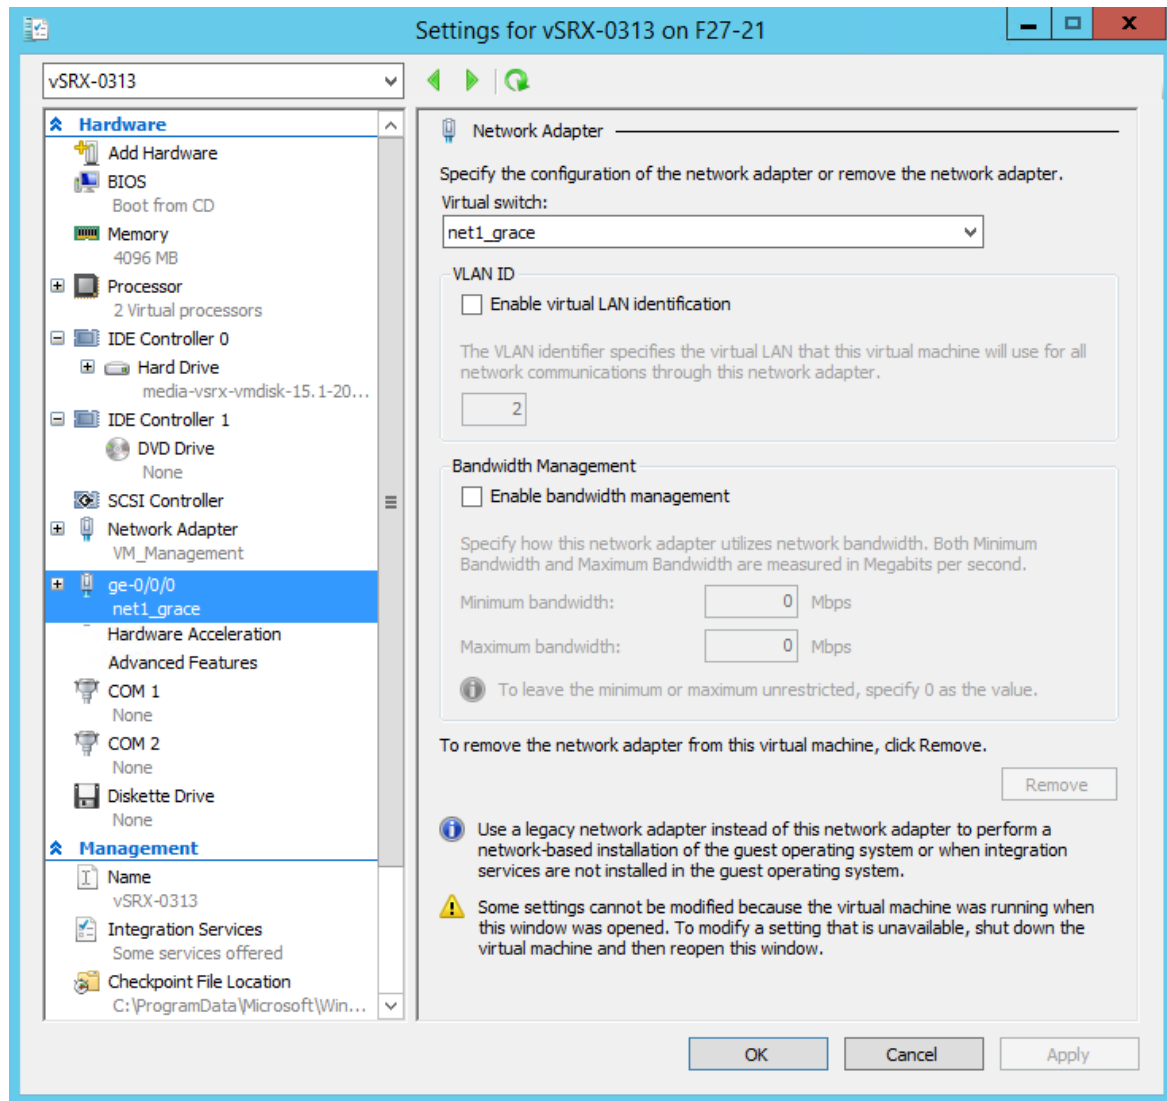 Settings for vSRX-0313 on F27-21
vSRX-0313
Hardware
Add Hardware
BIOS
Boot from CD
Memory
4096 MB
Processor
2 Virtual processors
IDE Controller 0
Hard Drive
media-vsrx-vmdisk-15.1-20...
IDE Controller 1
DVD Drive
None
SCSI Controller
Network Adapter
VM_Management
ge-0/0/0
net1_grace
Hardware Acceleration
Advanced Features
COM 1
None
COM 2
None
Diskette Drive
None
Management
Name
vSRX-0313
Integration Services
Some services offered
Checkpoint File Location
C:\ProgramData\Microsoft\Win...
Network Adapter
Specify the configuration of the network adapter or remove the network adapter.
Virtual switch:
net1_grace
VLAN ID
Enable virtual LAN identification
The VLAN identifier specifies the virtual LAN that this virtual machine will use for all
network communications through this network adapter.
2
Bandwidth Management
Enable bandwidth management
Specify how this network adapter utilizes network bandwidth. Both Minimum
Bandwidth and Maximum Bandwidth are measured in Megabits per second.
Minimum bandwidth: 0 Mbps
Maximum bandwidth: 0 Mbps
To leave the minimum or maximum unrestricted, specify 0 as the value.
To remove the network adapter from this virtual machine, click Remove.
Remove
Use a legacy network adapter instead of this network adapter to perform a
network-based installation of the guest operating system or when integration
services are not installed in the guest operating system.
Some settings cannot be modified because the virtual machine was running when
this window was opened. To modify a setting that is unavailable, shut down the
virtual machine and then reopen this window.
OK Cancel Apply